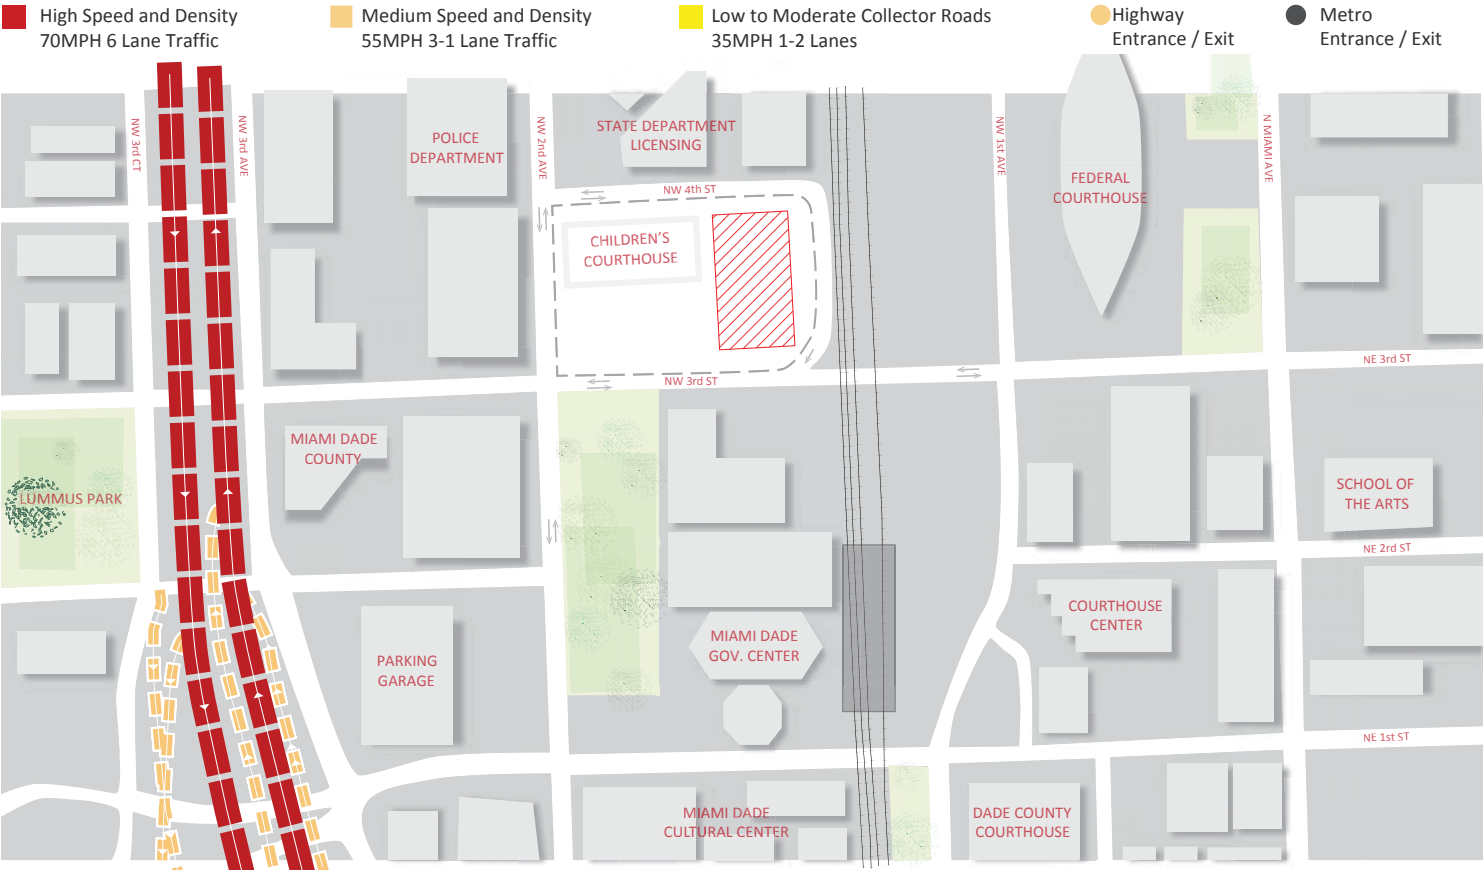 High Speed and Density
70MPH 6 Lane Traffic
Medium Speed and Density
55MPH 3-1 Lane Traffic
Low to Moderate Collector Roads
35MPH 1-2 Lanes
Highway
Entrance / Exit
Metro
Entrance / Exit
NW 3rd CT
NW 3rd AVE
POLICE
DEPARTMENT
NW 2nd AVE
STATE DEPARTMENT
LICENSING
NW 1st AVE
FEDERAL
COURTHOUSE
N MIAMI AVE
NW 4th ST
CHILDREN'S
COURTHOUSE
NW 3rd ST
NE 3rd ST
MIAMI DADE
COUNTY
LUMMUS PARK
SCHOOL OF
THE ARTS
NE 2nd ST
COURTHOUSE
CENTER
MIAMI DADE
GOV. CENTER
PARKING
GARAGE
NE 1st ST
MIAMI DADE
CULTURAL CENTER
DADE COUNTY
COURTHOUSE